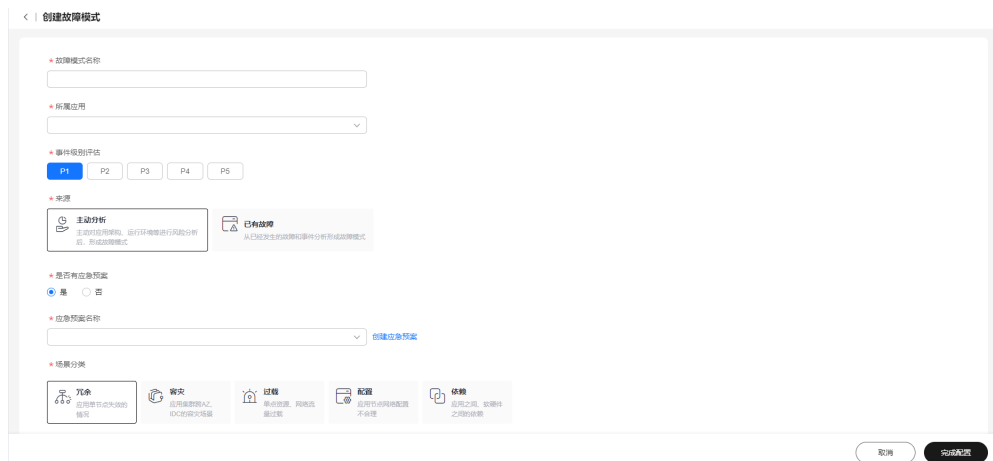 创建故障模式
* 故障模式名称
* 所属应用
* 事件级别评估
P1 P2 P3 P4 P5
* 来源
主动分析
主动对应用架构、运行环境等进行风险分析
后，形成故障模式
已有故障
从已经发生的故障和事件分析形成故障模式
* 是否有应急预案
是 否
* 应急预案名称
创建应急预案
* 场景分类
冗余
应用单节点失效的
情况
容灾
应用集群跨AZ、
IDC的容灾场景
过载
单点资源、网络流
量过载
配置
应用节点网络配置
不合理
依赖
应用之间、软硬件
之间的依赖
取消 完成配置